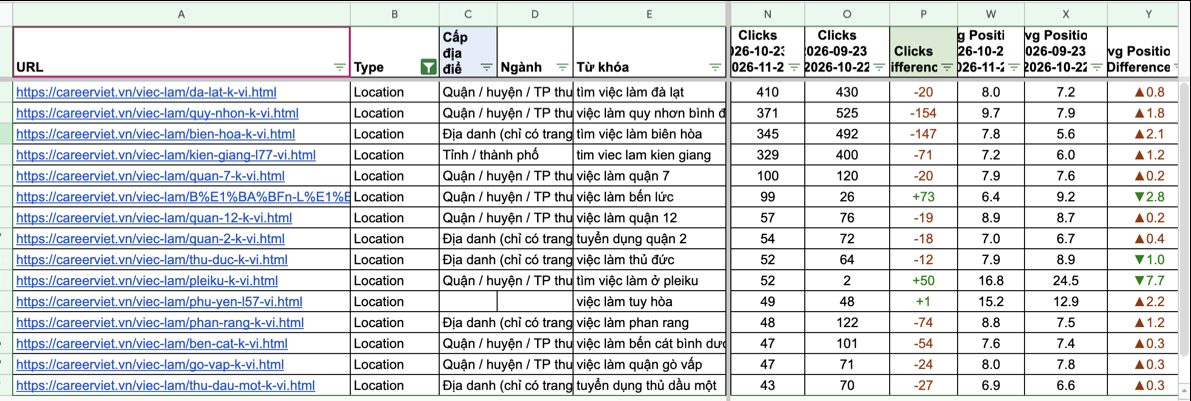 A B C D E N O P W X Y
URL Type Cấp địa điể Ngành Từ khóa Clicks 026-10-23 2026-11-2 Clicks 2026-09-23 2026-10-22 Clicks ifferenc g Positio 26-10-2 026-11-2 vg Positio 026-09-23 026-10-22 vg Positio Difference
https://careerviet.vn/viec-lam/da-lat-k-vi.html Location Quận / huyện / TP thu tìm việc làm đà lạt 410 430 -20 8.0 7.2 ▲0.8
https://careerviet.vn/viec-lam/quy-nhon-k-vi.html Location Quận / huyện / TP thu việc làm quy nhơn bình đ 371 525 -154 9.7 7.9 ▲1.8
https://careerviet.vn/viec-lam/bien-hoa-k-vi.html Location Địa danh (chỉ có trang tìm việc làm biên hòa 345 492 -147 7.8 5.6 ▲2.1
https://careerviet.vn/viec-lam/kien-giang-l77-vi.html Location Tỉnh / thành phố tim viec lam kien giang 329 400 -71 7.2 6.0 ▲1.2
https://careerviet.vn/viec-lam/quan-7-k-vi.html Location Quận / huyện / TP thu việc làm quận 7 100 120 -20 7.9 7.6 ▲0.2
https://careerviet.vn/viec-lam/B%E1%BA%BFn-L%E1%E Location Quận / huyện / TP thu việc làm bến lức 99 26 +73 6.4 9.2 ▼2.8
https://careerviet.vn/viec-lam/quan-12-k-vi.html Location Quận / huyện / TP thu việc làm quận 12 57 76 -19 8.9 8.7 ▲0.2
https://careerviet.vn/viec-lam/quan-2-k-vi.html Location Địa danh (chỉ có trang tuyển dụng quận 2 54 72 -18 7.0 6.7 ▲0.4
https://careerviet.vn/viec-lam/thu-duc-k-vi.html Location Địa danh (chỉ có trang việc làm thủ đức 52 64 -12 7.9 8.9 ▼1.0
https://careerviet.vn/viec-lam/pleiku-k-vi.html Location Quận / huyện / TP thu tìm việc làm ở pleiku 52 2 +50 16.8 24.5 ▼7.7
https://careerviet.vn/viec-lam/phu-yen-l57-vi.html Location việc làm tuy hòa 49 48 +1 15.2 12.9 ▲2.2
https://careerviet.vn/viec-lam/phan-rang-k-vi.html Location Địa danh (chỉ có trang việc làm phan rang 48 122 -74 8.8 7.5 ▲1.2
https://careerviet.vn/viec-lam/ben-cat-k-vi.html Location Quận / huyện / TP thu việc làm bến cát bình dươ 47 101 -54 7.6 7.4 ▲0.3
https://careerviet.vn/viec-lam/go-vap-k-vi.html Location Quận / huyện / TP thu việc làm quận gò vấp 47 71 -24 8.0 7.8 ▲0.3
https://careerviet.vn/viec-lam/thu-dau-mot-k-vi.html Location Địa danh (chỉ có trang tuyển dụng thủ dầu một 43 70 -27 6.9 6.6 ▲0.3